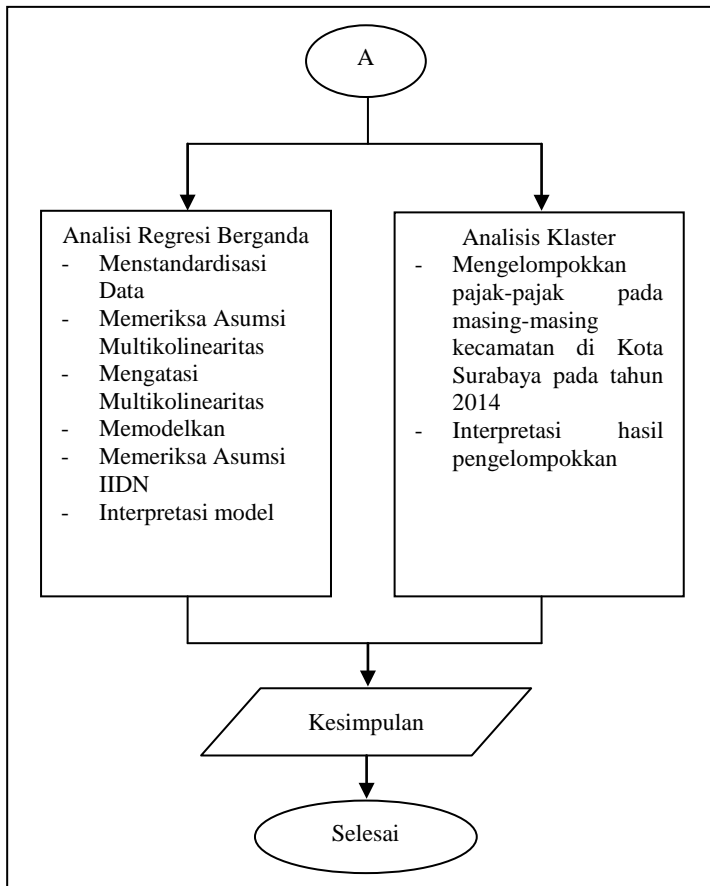 A
Analisi Regresi Berganda
- Menstandardisasi
Data
- Memeriksa Asumsi
Multikolinearitas
- Mengatasi
Multikolinearitas
- Memodelkan
- Memeriksa Asumsi
IIDN
- Interpretasi model
Analisis Klaster
- Mengelompokkan
pajak-pajak pada
masing-masing
kecamatan di Kota
Surabaya pada tahun
2014
- Interpretasi hasil
pengelompokkan
Kesimpulan
Selesai